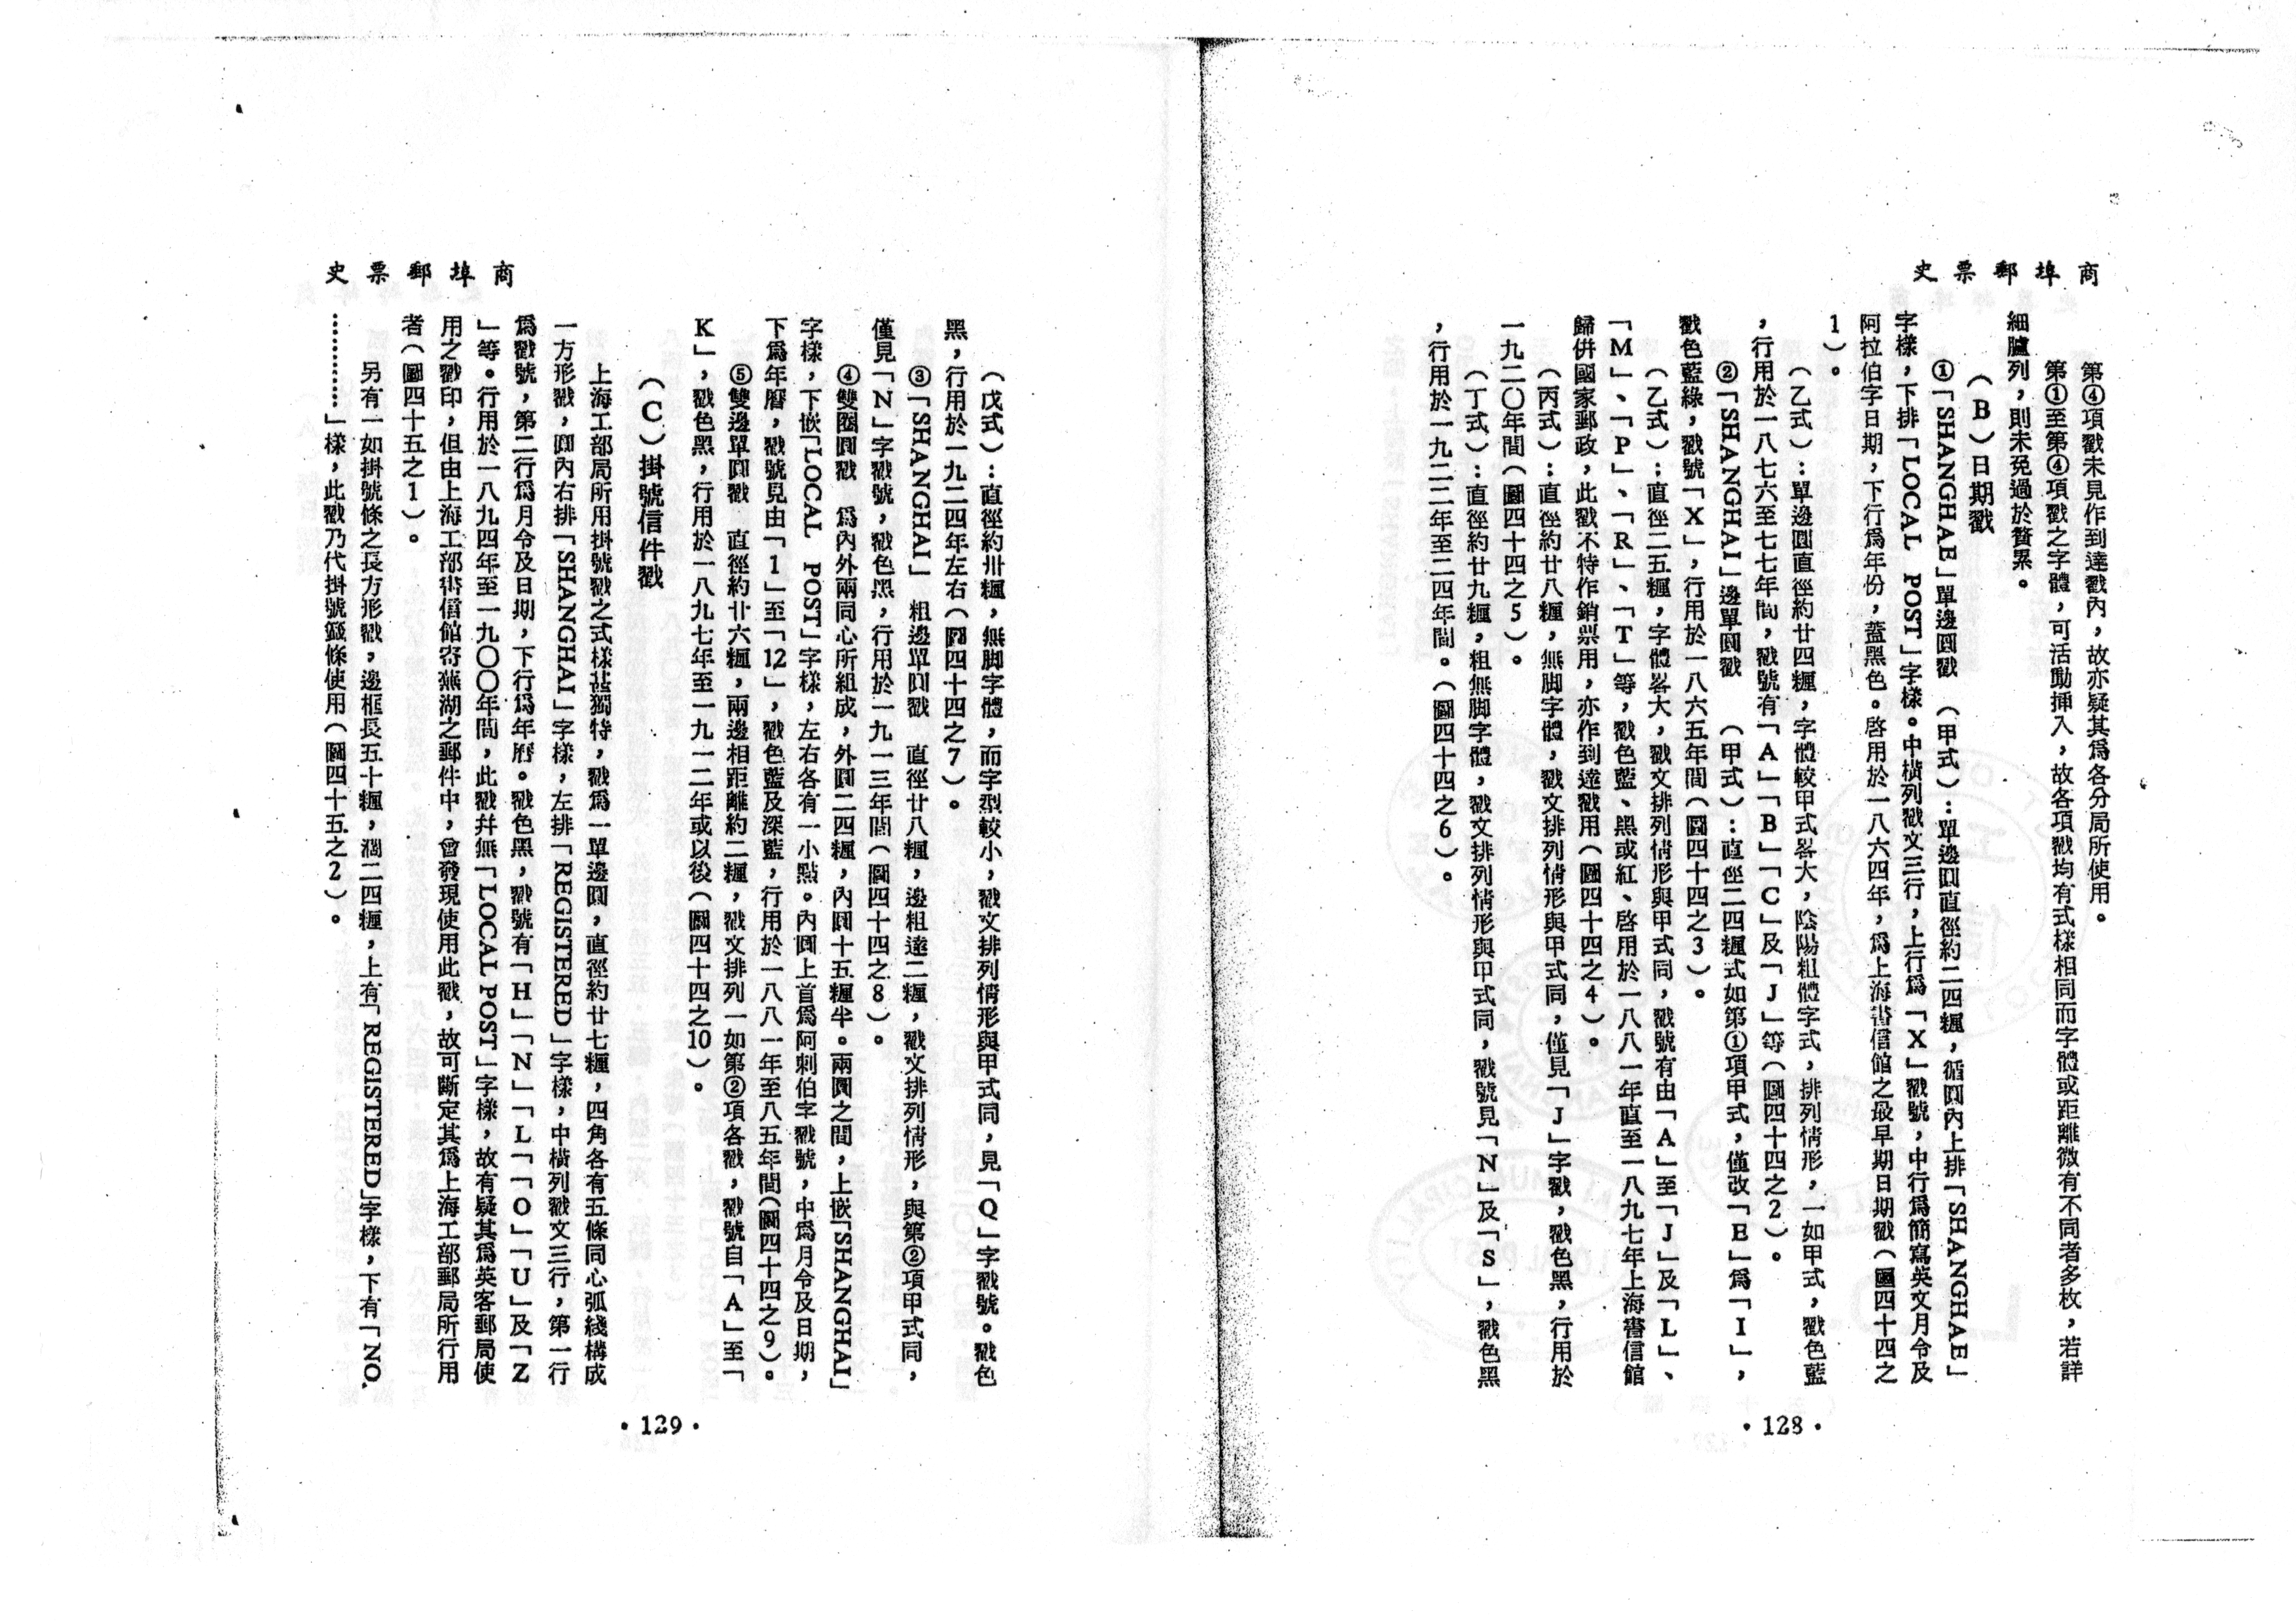 商埠郵票史
第④項戳未見作到達戳內，故亦疑其爲各分局所使用。
第①至第④項戳之字體，可活動揷入，故各項戳均有式樣相同而字體或距離微有不同者多枚，若詳
細臚列，則未免過於贅累。
（B）日期戳
①「SHANGHAE」單邊圓戳　（甲式）：單邊圓直徑約二四糎，循圓內上排「SHANGHAE」
字樣，下排「LOCAL POST」字樣。中橫列戳文三行，上行爲「X」戳號，中行爲簡寫英文月令及
阿拉伯字日期，下行爲年份，蓋黑色。啓用於一八六四年，爲上海書信館之最早期日期戳（圖四十四之
1）。
（乙式）：單邊圓直徑約廿四糎，字體較甲式畧大，陰陽粗體字式，排列情形，一如甲式，戳色藍
，行用於一八七六至七七年間，戳號有「A」「B」「C」及「J」等（圖四十四之2）。
②「SHANGHAI」邊單圓戳　（甲式）：直徑二四糎式如第①項甲式，僅改「E」爲「I」，
戳色藍綠，戳號「X」，行用於一八六五年間（圖四十四之3）。
（乙式）：直徑二五糎，字體畧大，戳文排列情形與甲式同，戳號有由「A」至「J」及「L」、
「M」、「P」、「R」、「T」等，戳色藍、黑或紅、啓用於一八八一年直至一八九七年上海書信館
歸併國家郵政，此戳不特作銷票用，亦作到達戳用（圖四十四之4）。
（丙式）：直徑約廿八糎，無脚字體，戳文排列情形與甲式同，僅見「J」字戳，戳色黑，行用於
一九二〇年間（圖四十四之5）。
（丁式）：直徑約廿九糎，粗無脚字體，戳文排列情形與甲式同，戳號見「N」及「S」，戳色黑
，行用於一九二二年至二四年間。（圖四十四之6）。
・128・
商埠郵票史
（戊式）：直徑約卅糎，無脚字體，而字型較小，戳文排列情形與甲式同，見「Q」字戳號。戳色
黑，行用於一九二四年左右（圖四十四之7）。
③「SHANGHAI」　粗邊單圓戳　直徑廿八糎，邊粗達二糎，戳文排列情形，與第②項甲式同，
僅見「N」字戳號，戳色黑，行用於一九一三年間（圖四十四之8）。
④雙圈圓戳　爲內外兩同心所組成，外圓二四糎，內圓十五糎半。兩圓之間，上嵌「SHANGHAI」
字樣，下嵌「LOCAL POST」字樣，左右各有一小點。內圓上首爲阿刺伯字戳號，中爲月令及日期，
下爲年曆，戳號見由「1」至「12」，戳色藍及深藍，行用於一八八一年至八五年間（圖四十四之9）。
⑤雙邊單圓戳　直徑約廿六糎，兩邊相距離約二糎，戳文排列一如第②項各戳，戳號自「A」至「
K」，戳色黑，行用於一八九七年至一九一二年或以後（圖四十四之10）。
（C）掛號信件戳
上海工部局所用掛號戳之式樣甚獨特，戳爲一單邊圓，直徑約廿七糎，四角各有五條同心弧綫構成
一方形戳，圓內右排「SHANGHAI」字樣，左排「REGISTERED」字樣，中橫列戳文三行，第一行
爲戳號，第二行爲月令及日期，下行爲年曆。戳色黑，戳號有「H」「N」「L」「O」「U」及「Z
」等。行用於一八九四年至一九〇〇年間，此戳幷無「LOCAL POST」字樣，故有疑其爲英客郵局使
用之戳印，但由上海工部書信館寄蕪湖之郵件中，會發現使用此戳，故可斷定其爲上海工部郵局所行用
者（圖四十五之1）。
另有一如掛號條之長方形戳，邊框長五十糎，濶二四糎，上有「REGISTERED」字樣，下有「NO.
…………」樣，此戳乃代掛號籤條使用（圖四十五之2）。
・129・